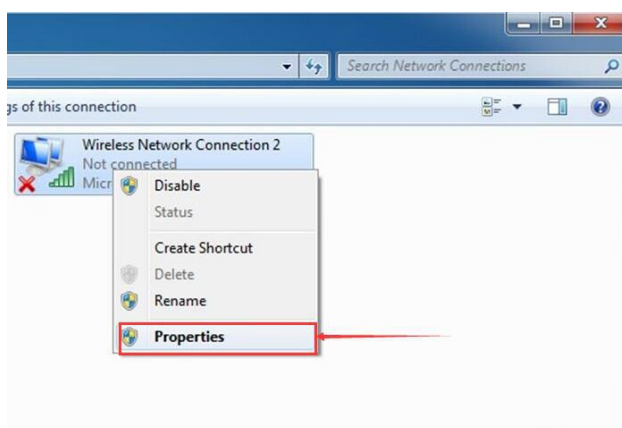 Search Network Connections
gs of this connection
Wireless Network Connection 2
Not connected
Micr
Disable
Status
Create Shortcut
Delete
Rename
Properties